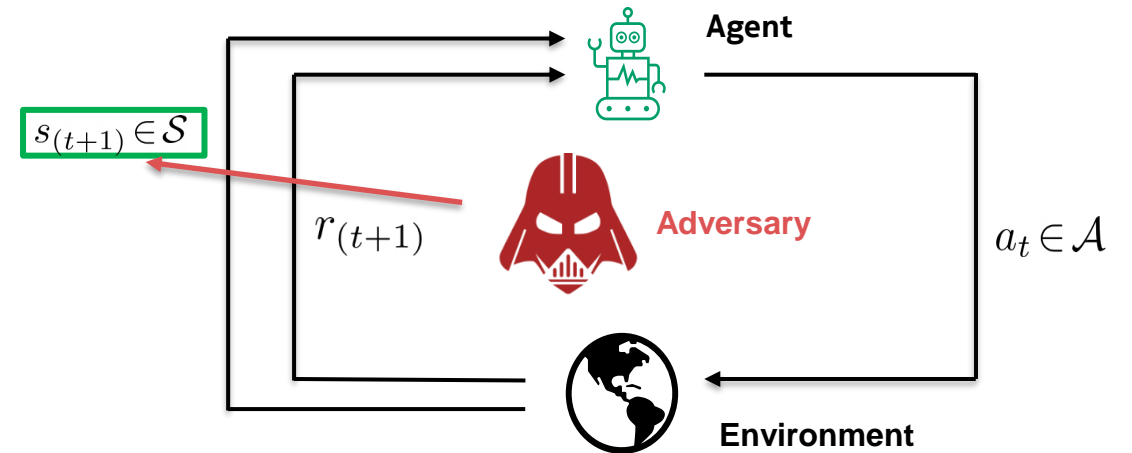 Agent
s_{(t+1)} ∈ 𝒮
r_{(t+1)}
Adversary
a_t ∈ 𝒜
Environment